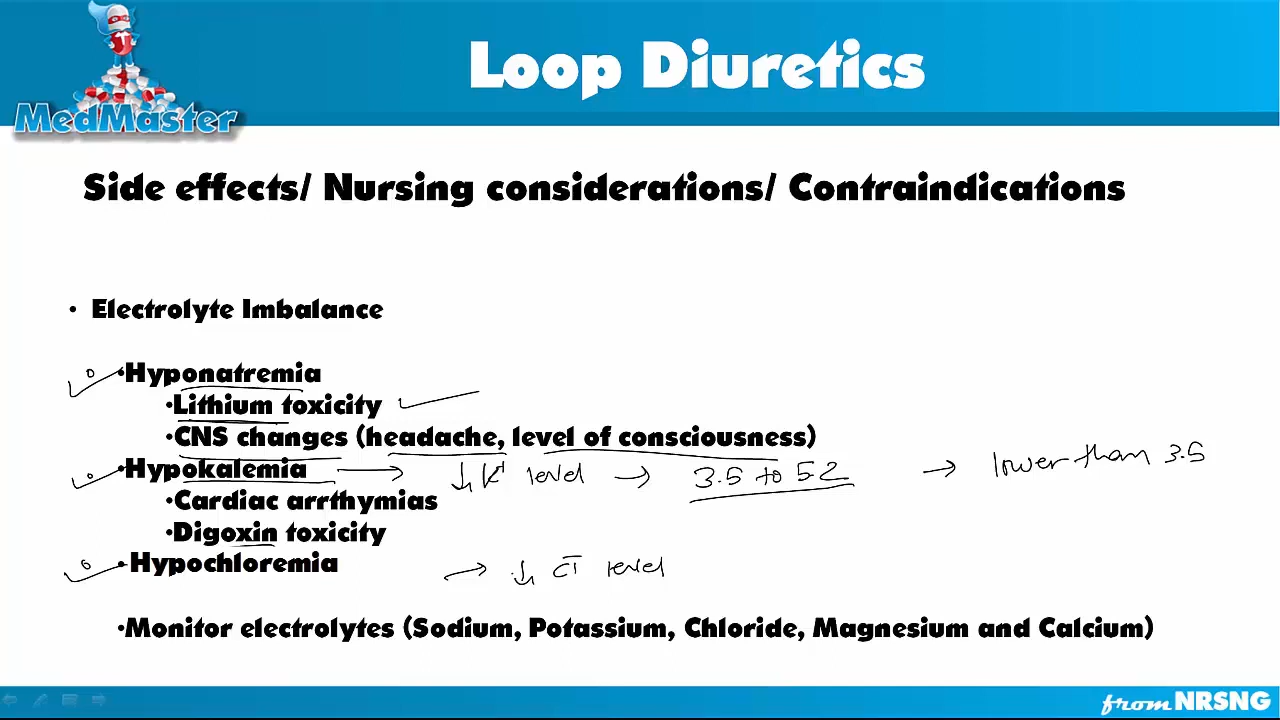 Loop Diuretics
MedMaster
Side effects/ Nursing considerations/ Contraindications
• Electrolyte Imbalance
•Hyponatremia
•Lithium toxicity
•CNS changes (headache, level of consciousness)
•Hypokalemia → ↓ K+ level → 3.5 to 5.2 → lower than 3.5
•Cardiac arrthymias
•Digoxin toxicity
•Hypochloremia → ↓ Cl- level
•Monitor electrolytes (Sodium, Potassium, Chloride, Magnesium and Calcium)
from NRSNG